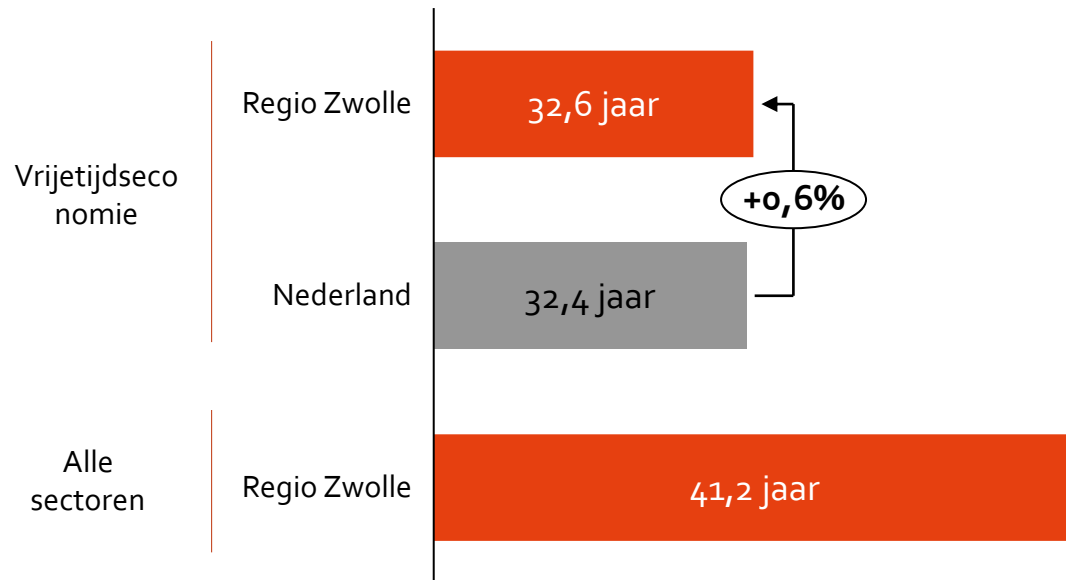 Vrijetijdseco
nomie
Regio Zwolle
32,6 jaar
+0,6%
Nederland
32,4 jaar
Alle
sectoren
Regio Zwolle
41,2 jaar